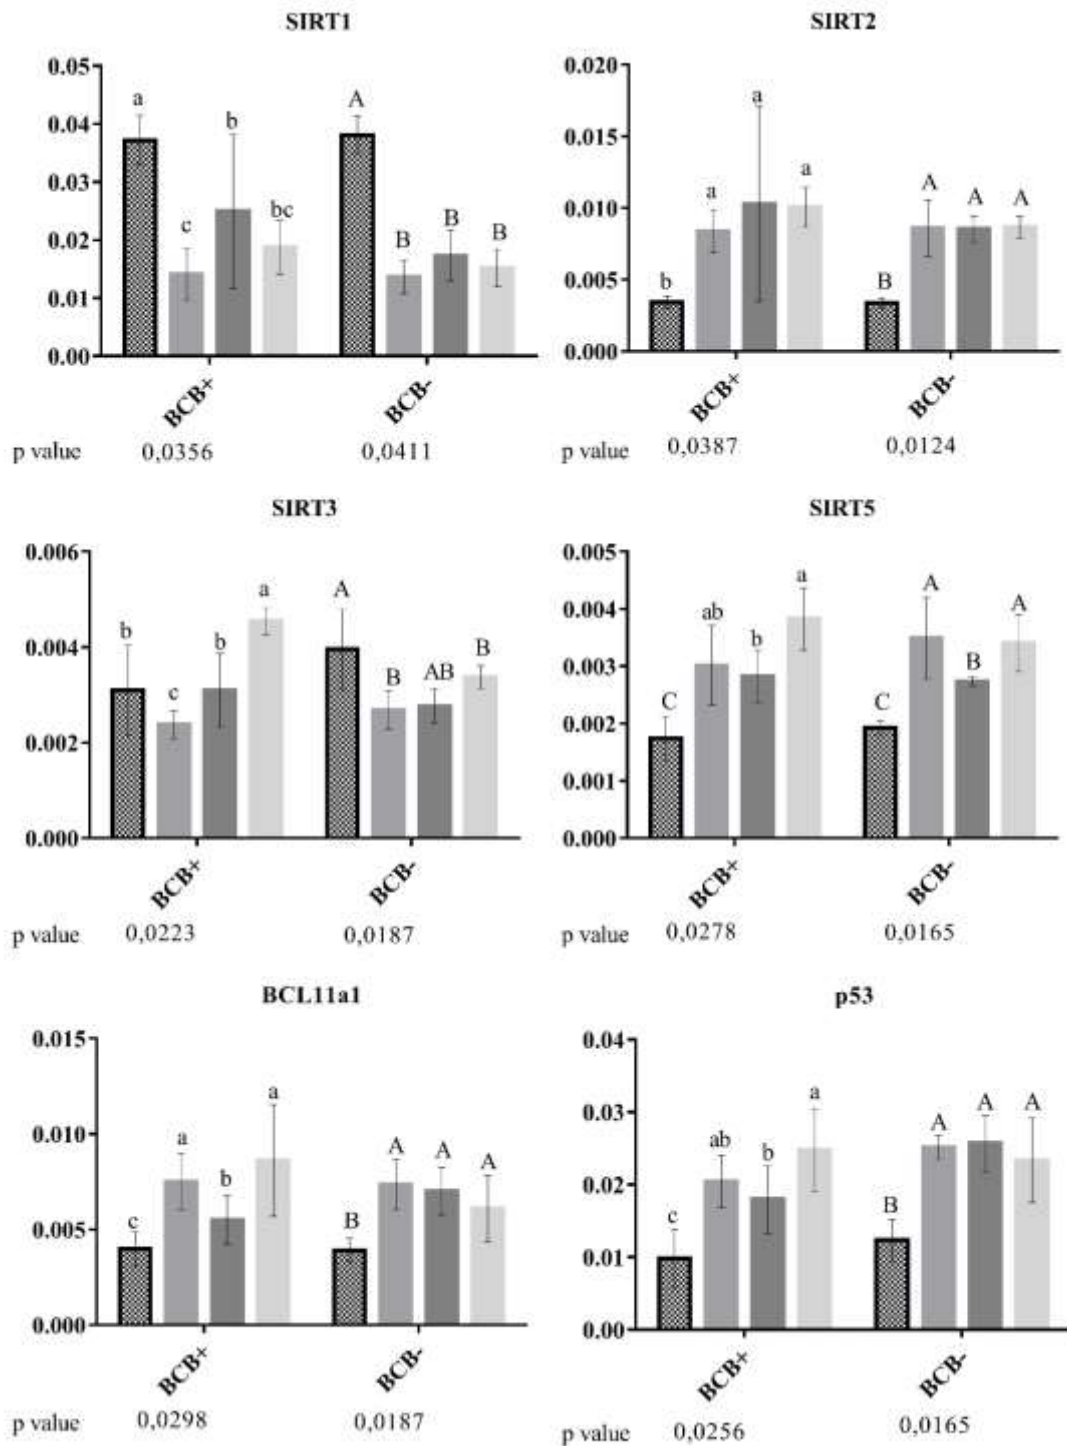 SIRT1
0.05
0.04
0.03
0.02
0.01
0.00
a
c
b
bc
A
B
B
B
BCB+
BCB-
p value 0,0356 0,0411
SIRT2
0.020
0.015
0.010
0.005
0.000
b
a
a
a
B
A
A
A
BCB+
BCB-
p value 0,0387 0,0124
SIRT3
0.006
0.004
0.002
0.000
b
c
b
a
A
B
AB
B
BCB+
BCB-
p value 0,0223 0,0187
SIRT5
0.005
0.004
0.003
0.002
0.001
0.000
C
ab
b
a
C
A
B
A
BCB+
BCB-
p value 0,0278 0,0165
BCL11a1
0.015
0.010
0.005
0.000
c
a
b
a
B
A
A
A
BCB+
BCB-
p value 0,0298 0,0187
p53
0.04
0.03
0.02
0.01
0.00
c
ab
b
a
B
A
A
A
BCB+
BCB-
p value 0,0256 0,0165